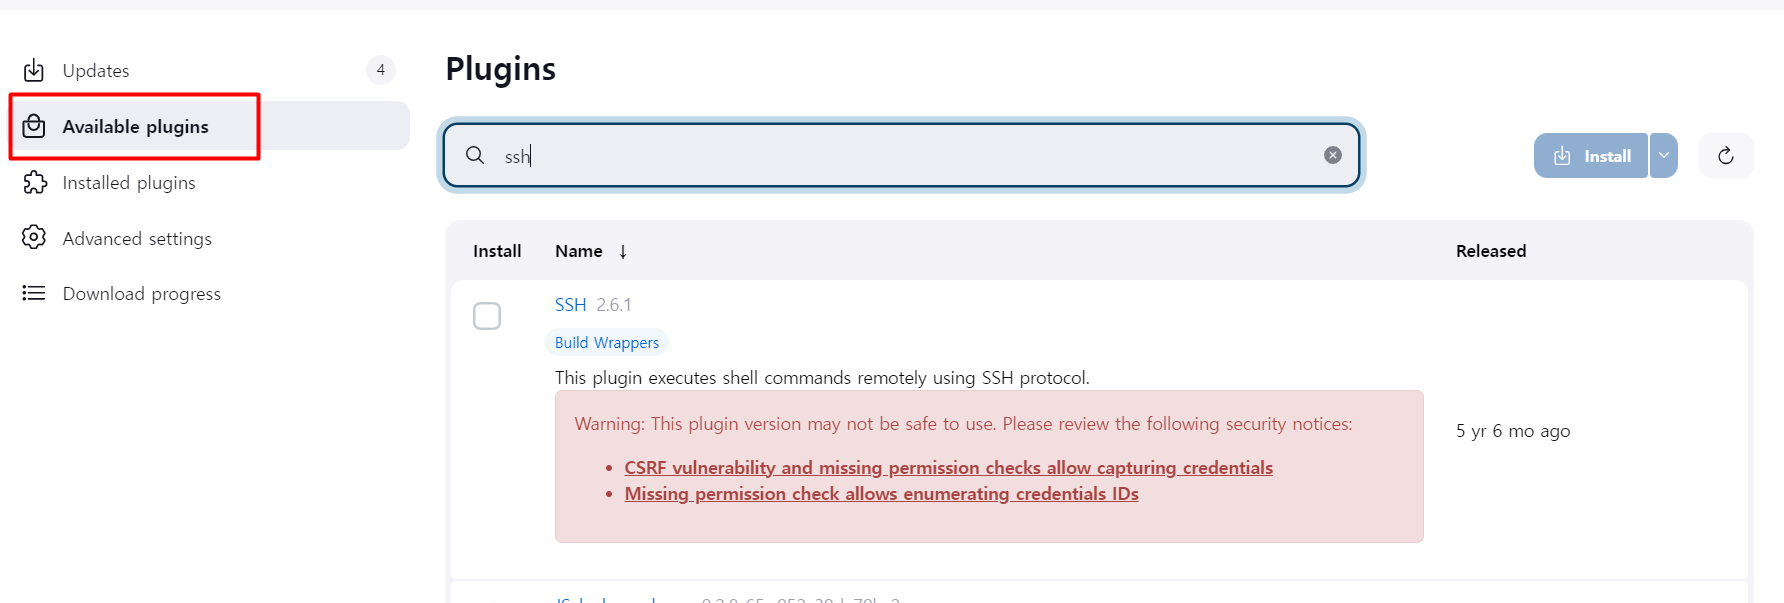 Updates 4
Available plugins
Installed plugins
Advanced settings
Download progress
Plugins
ssh
Install
Install Name ↓ Released
SSH 2.6.1
Build Wrappers
This plugin executes shell commands remotely using SSH protocol.
Warning: This plugin version may not be safe to use. Please review the following security notices:
• CSRF vulnerability and missing permission checks allow capturing credentials
• Missing permission check allows enumerating credentials IDs
5 yr 6 mo ago